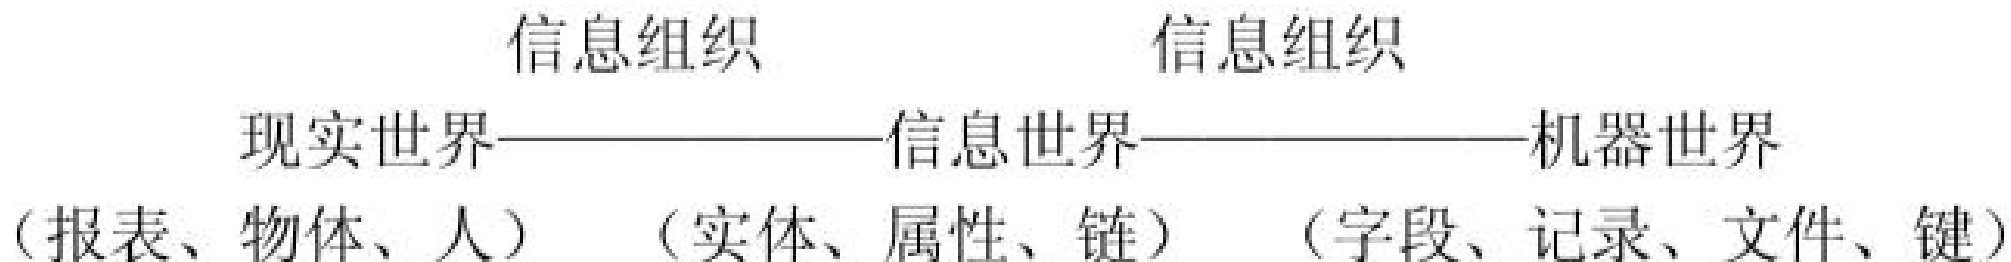 信息组织 信息组织
现实世界——————信息世界——————机器世界
（报表、物体、人） （实体、属性、链） （字段、记录、文件、键）